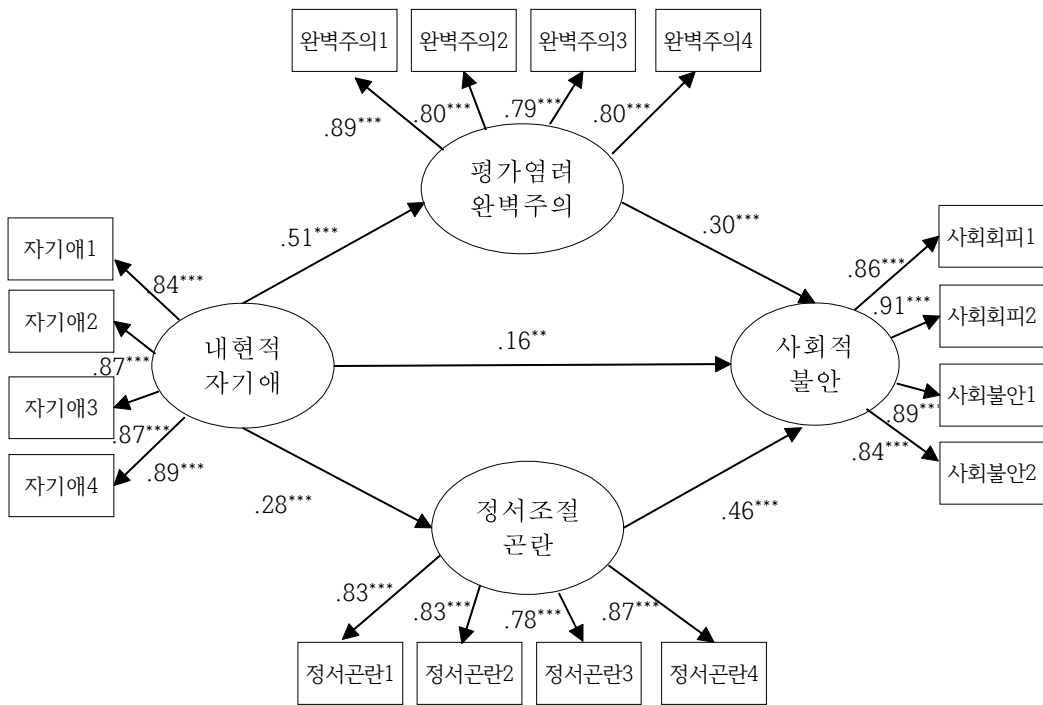 완벽주의1
완벽주의2
완벽주의3
완벽주의4
.89***
.80***
.79***
.80***
평가염려
완벽주의
.51***
.30***
자기애1
자기애2
자기애3
자기애4
.84***
.87***
.87***
.89***
내현적
자기애
.16**
사회적
불안
.86***
.91***
.89***
.84***
사회회피1
사회회피2
사회불안1
사회불안2
.28***
.46***
정서조절
곤란
.83***
.83***
.78***
.87***
정서곤란1
정서곤란2
정서곤란3
정서곤란4